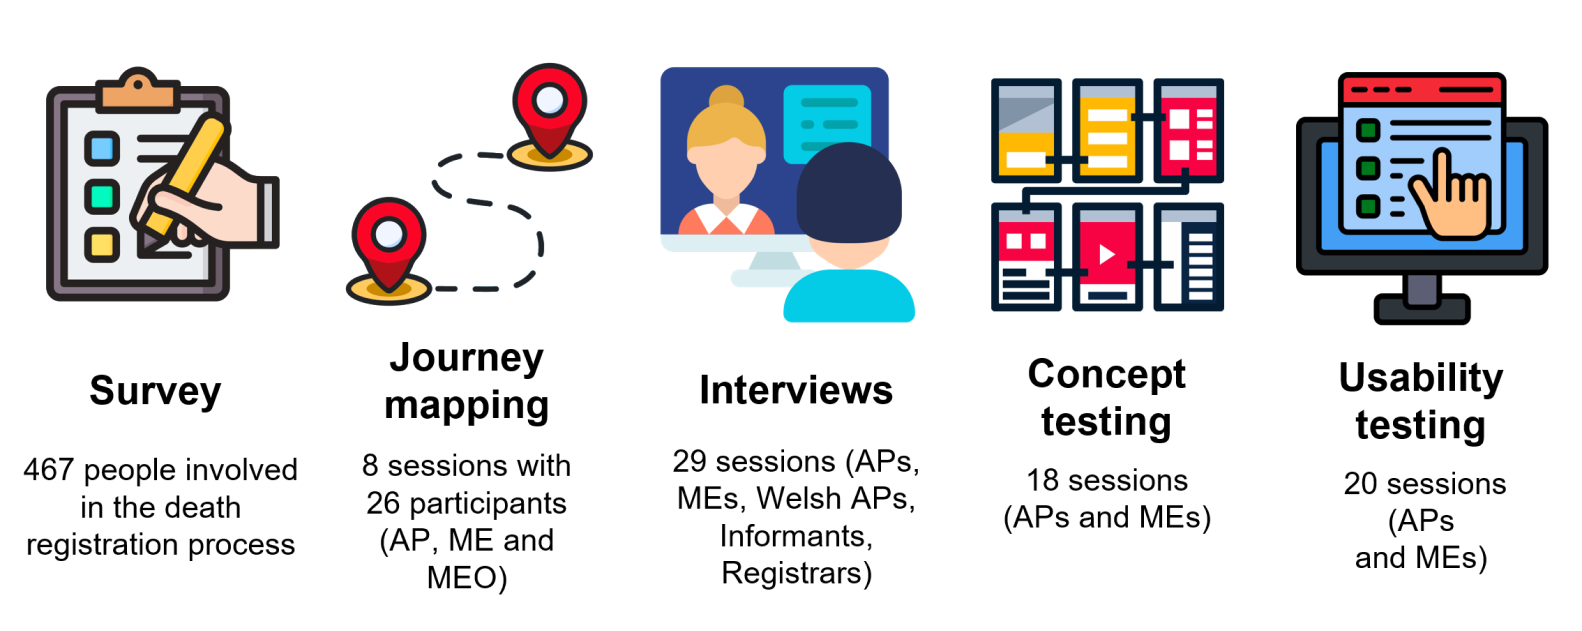 Survey
467 people involved
in the death
registration process
Journey
mapping
8 sessions with
26 participants
(AP, ME and
MEO)
Interviews
29 sessions (APs,
MEs, Welsh APs,
Informants,
Registrars)
Concept
testing
18 sessions
(APs and MEs)
Usability
testing
20 sessions
(APs
and MEs)